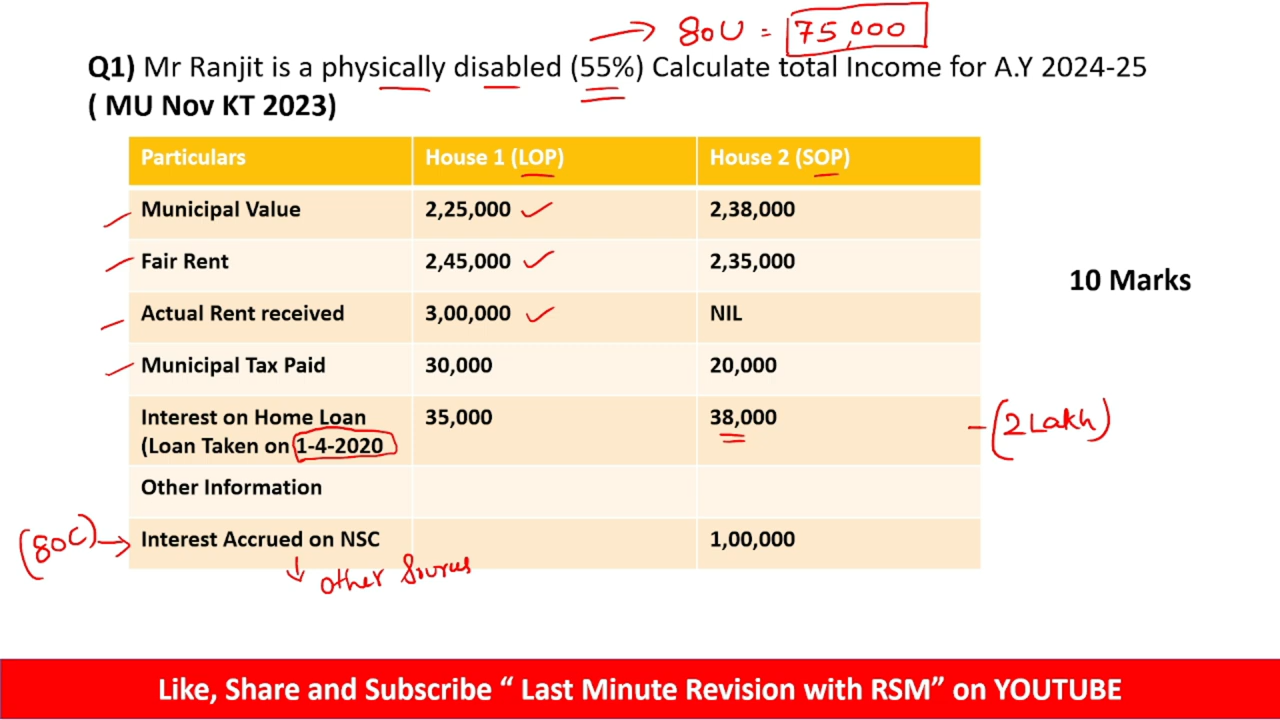 → 80U = 75,000
Q1) Mr Ranjit is a physically disabled (55%) Calculate total Income for A.Y 2024-25
( MU Nov KT 2023)
Particulars House 1 (LOP) House 2 (SOP)
Municipal Value 2,25,000 ✓ 2,38,000
Fair Rent 2,45,000 ✓ 2,35,000
10 Marks
Actual Rent received 3,00,000 ✓ NIL
Municipal Tax Paid 30,000 20,000
Interest on Home Loan 35,000 38,000 - (2 Lakh)
(Loan Taken on 1-4-2020
Other Information
(80C) → Interest Accrued on NSC 1,00,000
↓ other Sources
Like, Share and Subscribe “ Last Minute Revision with RSM” on YOUTUBE